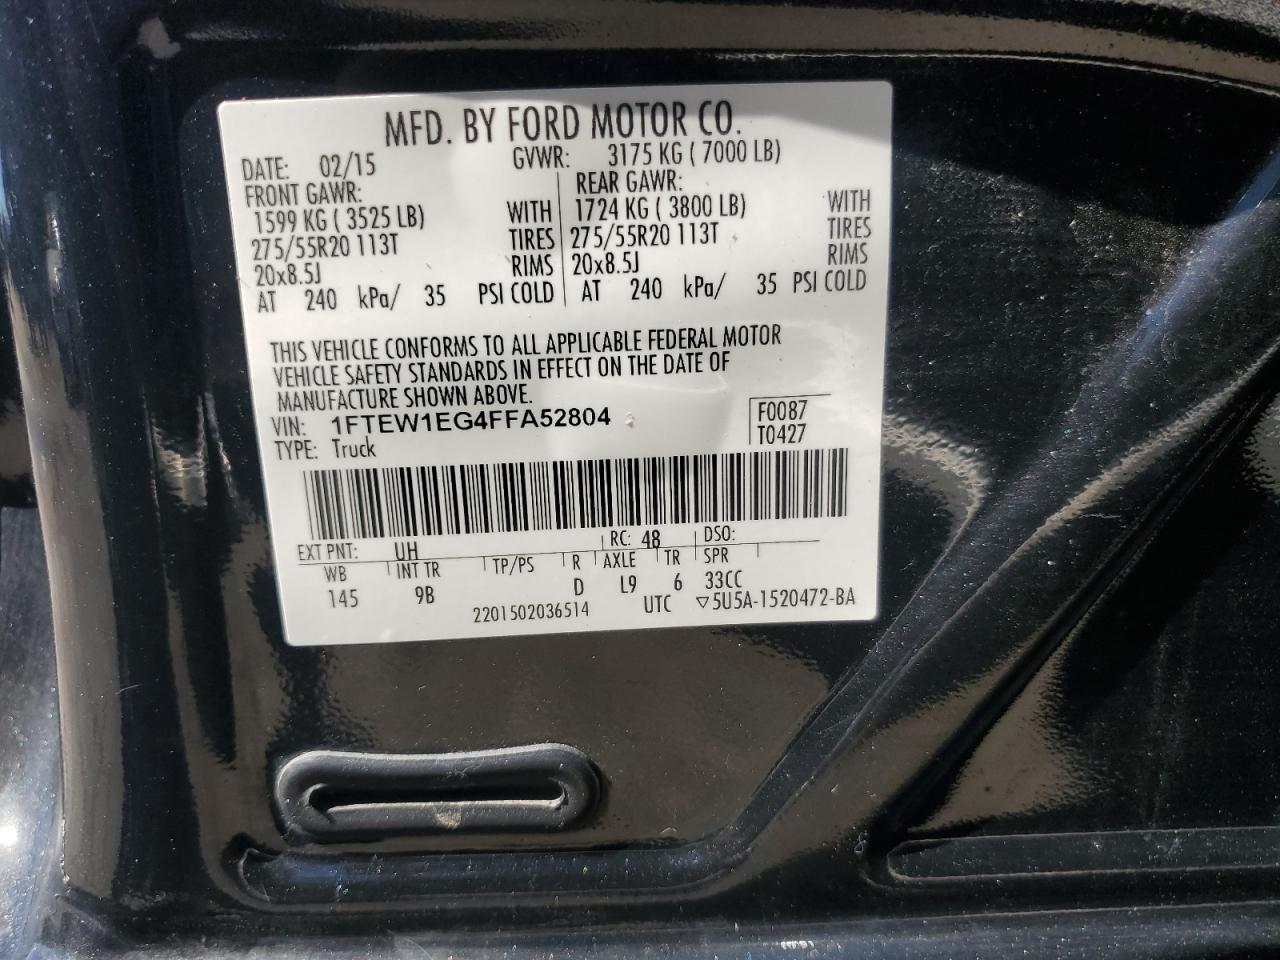 MFD. BY FORD MOTOR CO.
DATE: 02/15 GVWR: 3175 KG ( 7000 LB)
FRONT GAWR: REAR GAWR:
1599 KG ( 3525 LB) WITH 1724 KG ( 3800 LB) WITH
275/55R20 113T TIRES 275/55R20 113T TIRES
20x8.5J RIMS 20x8.5J RIMS
AT 240 kPa/ 35 PSI COLD AT 240 kPa/ 35 PSI COLD
THIS VEHICLE CONFORMS TO ALL APPLICABLE FEDERAL MOTOR
VEHICLE SAFETY STANDARDS IN EFFECT ON THE DATE OF
MANUFACTURE SHOWN ABOVE.
VIN: 1FTEW1EG4FFA52804 F0087
TYPE: Truck T0427
EXT PNT: UH RC: 48 DSO:
WB INT TR TP/PS R AXLE TR SPR
145 9B D L9 6 33CC
2201502036514 UTC ▽5U5A-1520472-BA